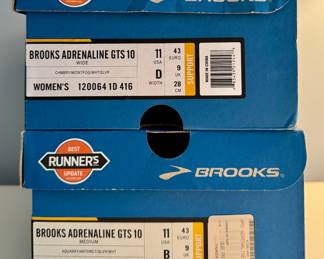 BROOKS
BROOKS ADRENALINE GTS 10
WIDE
WOMEN'S 120064 1D 416
11
USA
43
EURO
D
WIDTH
9
UK
28
CM
SUPPORT
MADE IN CHINA
BEST
RUNNERS
UPDATE
BROOKS
BROOKS ADRENALINE GTS 10
MEDIUM
11
USA
43
EURO
B
9
UK
SUPPORT